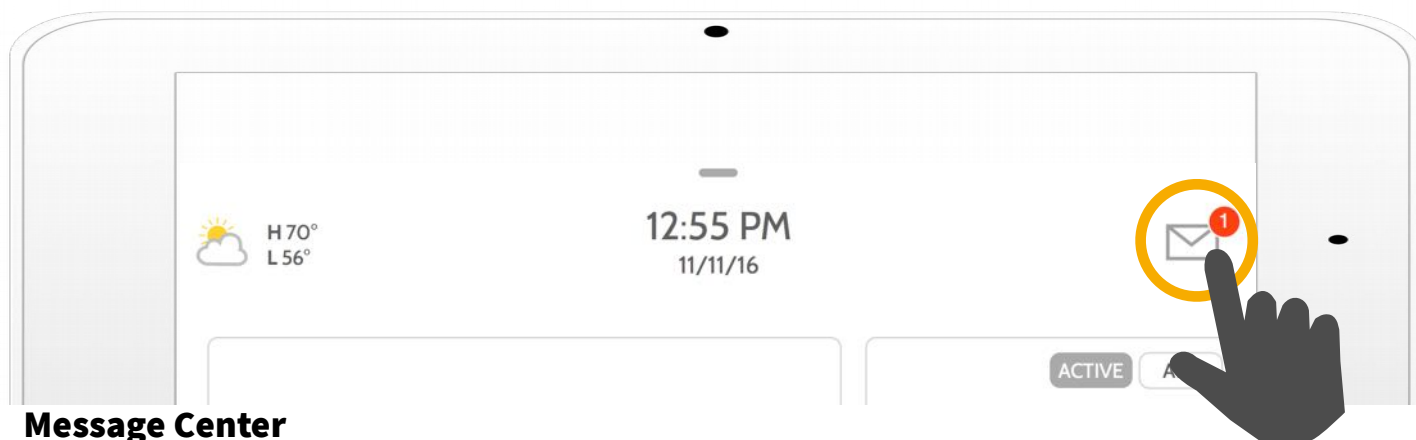 H 70°
L 56°
12:55 PM
11/11/16
1
ACTIVE
Message Center